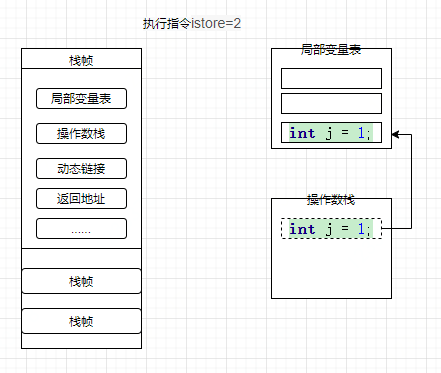 执行指令istore=2
栈帧
局部变量表
操作数栈
动态链接
返回地址
......
栈帧
栈帧
局部变量表
int j = 1;
操作数栈
int j = 1;